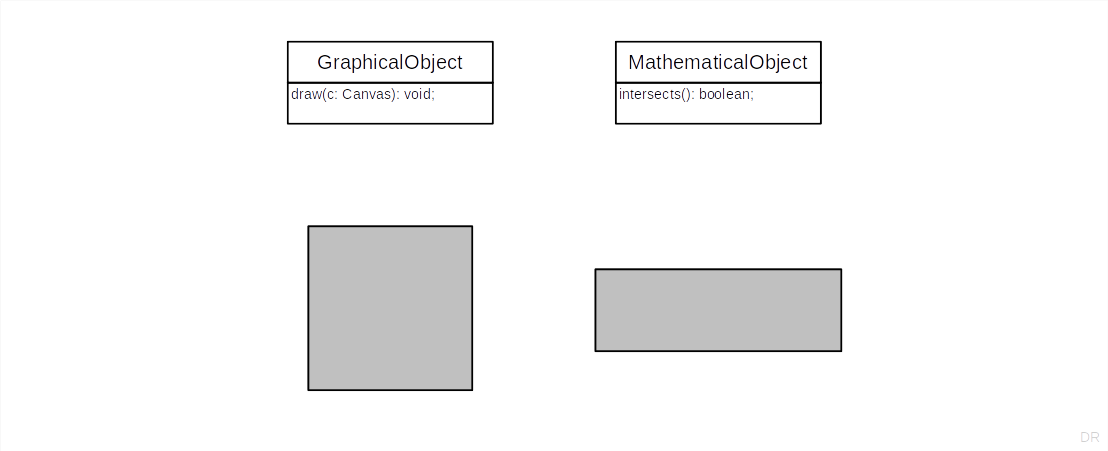 GraphicalObject
draw(c: Canvas): void;
MathematicalObject
intersects(): boolean;
DR